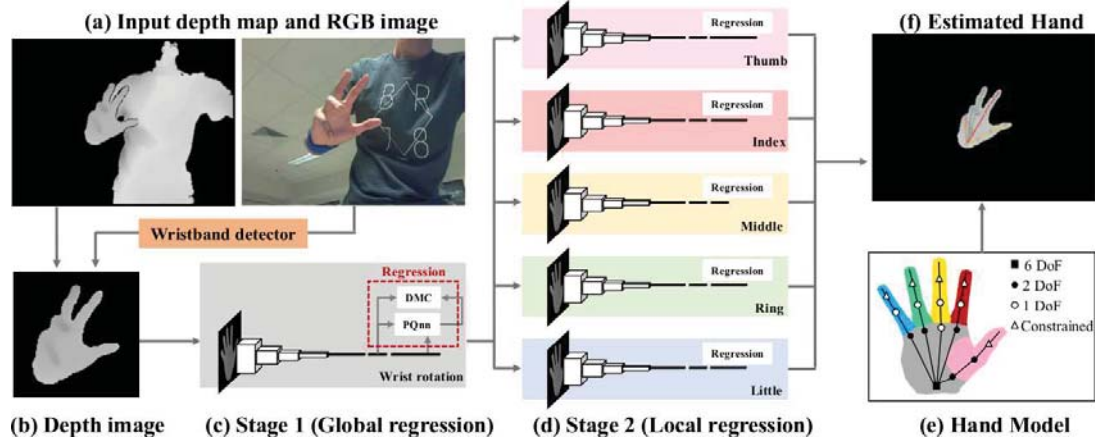 (a) Input depth map and RGB image
Wristband detector
(b) Depth image
Regression
DMC
PQnn
Wrist rotation
(c) Stage 1 (Global regression)
Regression
Thumb
Regression
Index
Regression
Middle
Regression
Ring
Regression
Little
(d) Stage 2 (Local regression)
(f) Estimated Hand
6 DoF
2 DoF
1 DoF
Constrained
(e) Hand Model